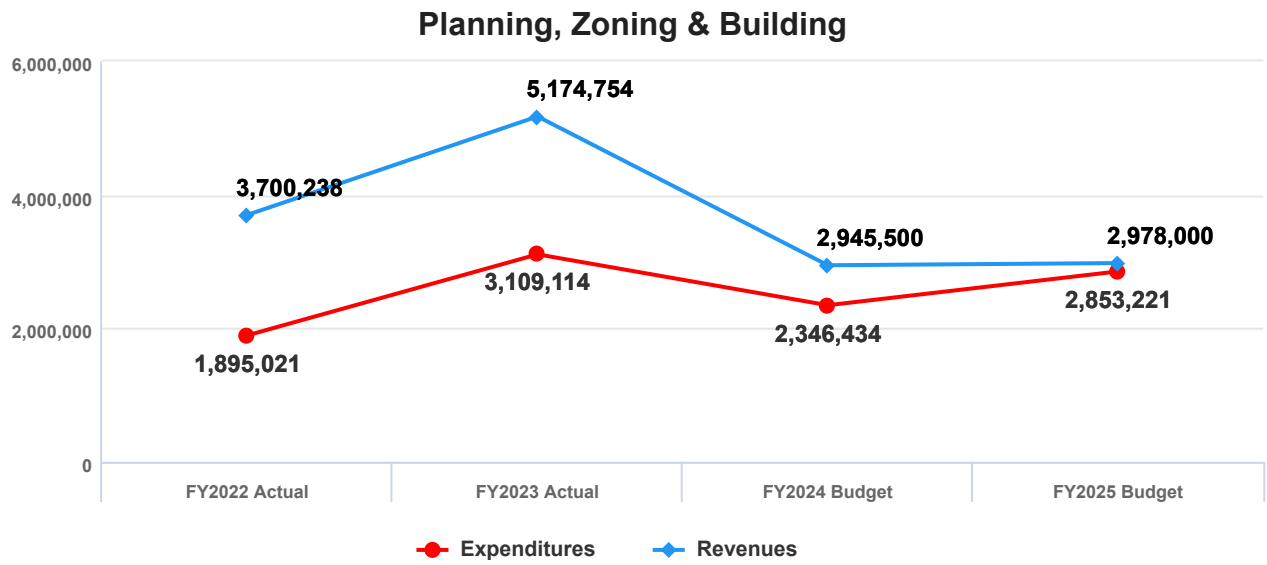 Planning, Zoning & Building
6,000,000
5,174,754
4,000,000
3,700,238
2,945,500
2,978,000
3,109,114
2,853,221
2,000,000
2,346,434
1,895,021
0
FY2022 Actual
FY2023 Actual
FY2024 Budget
FY2025 Budget
Expenditures
Revenues